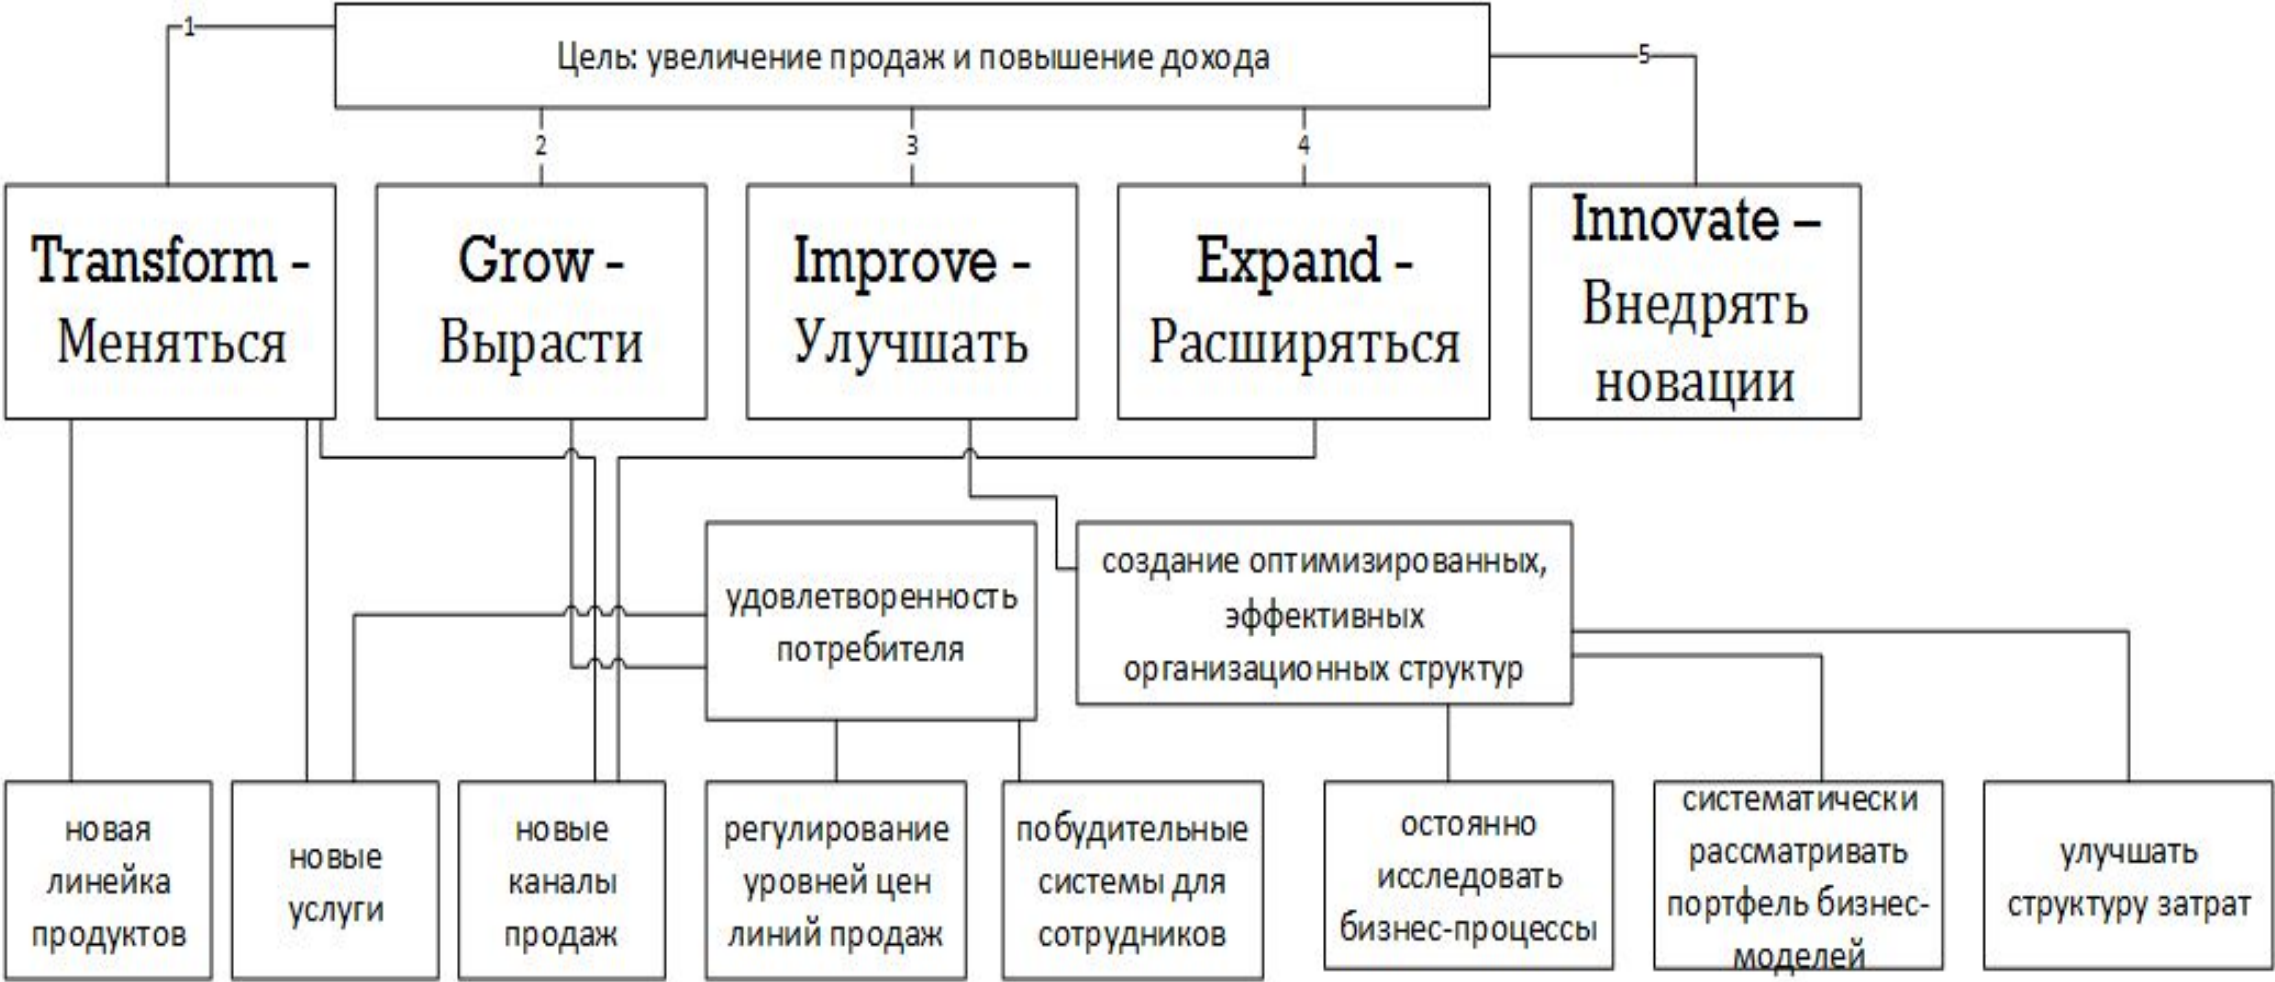 1
Цель: увеличение продаж и повышение дохода
5
2
3
4
Transform -
Меняться
Grow -
Вырасти
Improve -
Улучшать
Expand -
Расширяться
Innovate –
Внедрять
новации
удовлетворенность
потребителя
создание оптимизированных,
эффективных
организационных структур
новая
линейка
продуктов
новые
услуги
новые
каналы
продаж
регулирование
уровней цен
линий продаж
побудительные
системы для
сотрудников
остоянно
исследовать
бизнес-процессы
систематически
рассматривать
портфель бизнес-
моделей
улучшать
структуру затрат